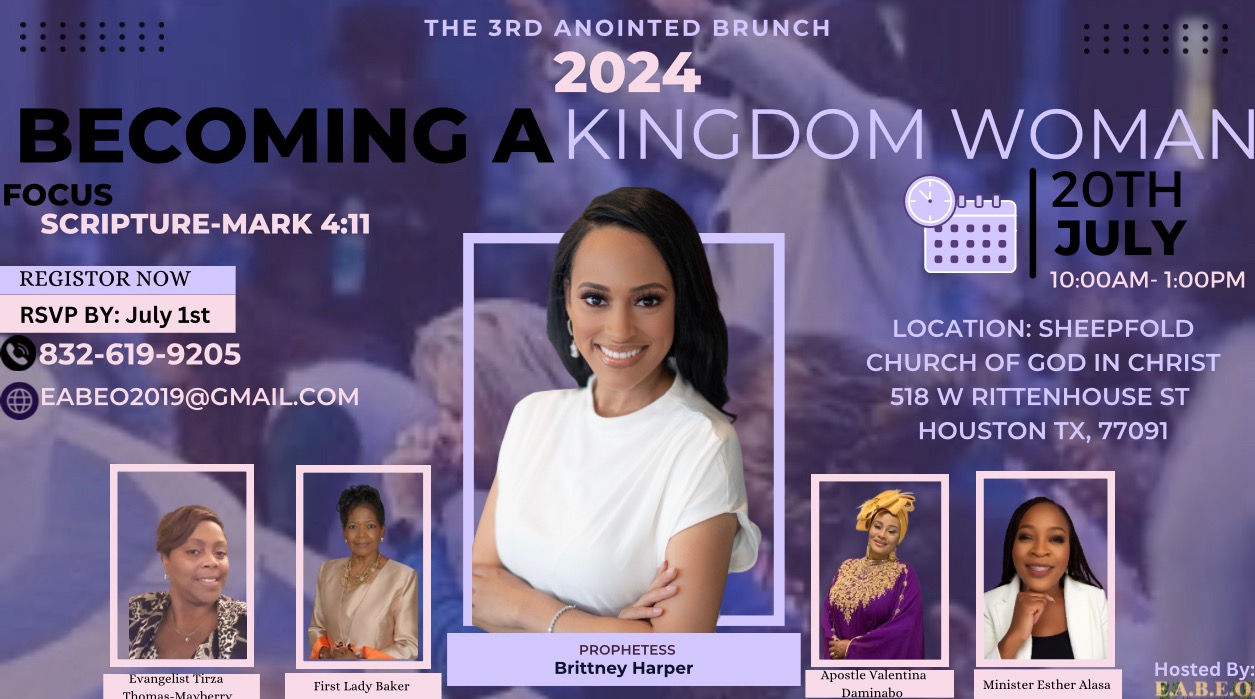 THE 3RD ANOINTED BRUNCH
2024
BECOMING A KINGDOM WOMAN
FOCUS
SCRIPTURE-MARK 4:11
REGISTOR NOW
RSVP BY: July 1st
832-619-9205
EABEO2019@GMAIL.COM
20TH
JULY
10:00AM- 1:00PM
LOCATION: SHEEPFOLD
CHURCH OF GOD IN CHRIST
518 W RITTENHOUSE ST
HOUSTON TX, 77091
Evangelist Tirza
Thomas-Mayberry
First Lady Baker
PROPHETESS
Brittney Harper
Apostle Valentina
Daminabo
Minister Esther Alasa
Hosted By:
E.A.B.E.O